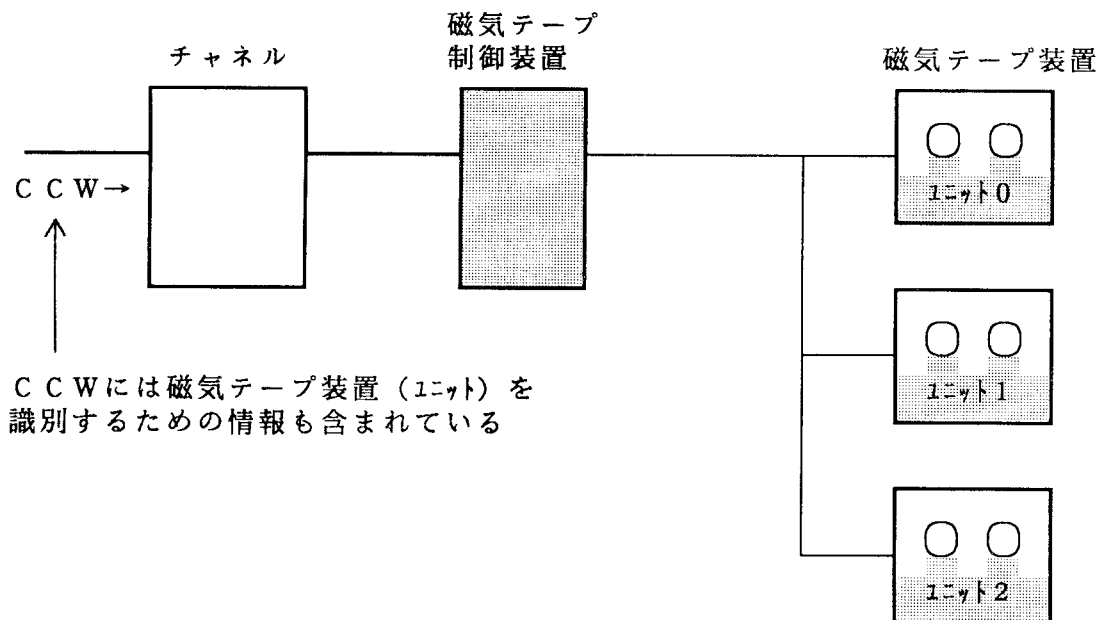 チャネル
磁気テープ
制御装置
磁気テープ装置
CCW→
ユニット0
ユニット1
ユニット2
CCWには磁気テープ装置（ユニット）を
識別するための情報も含まれている